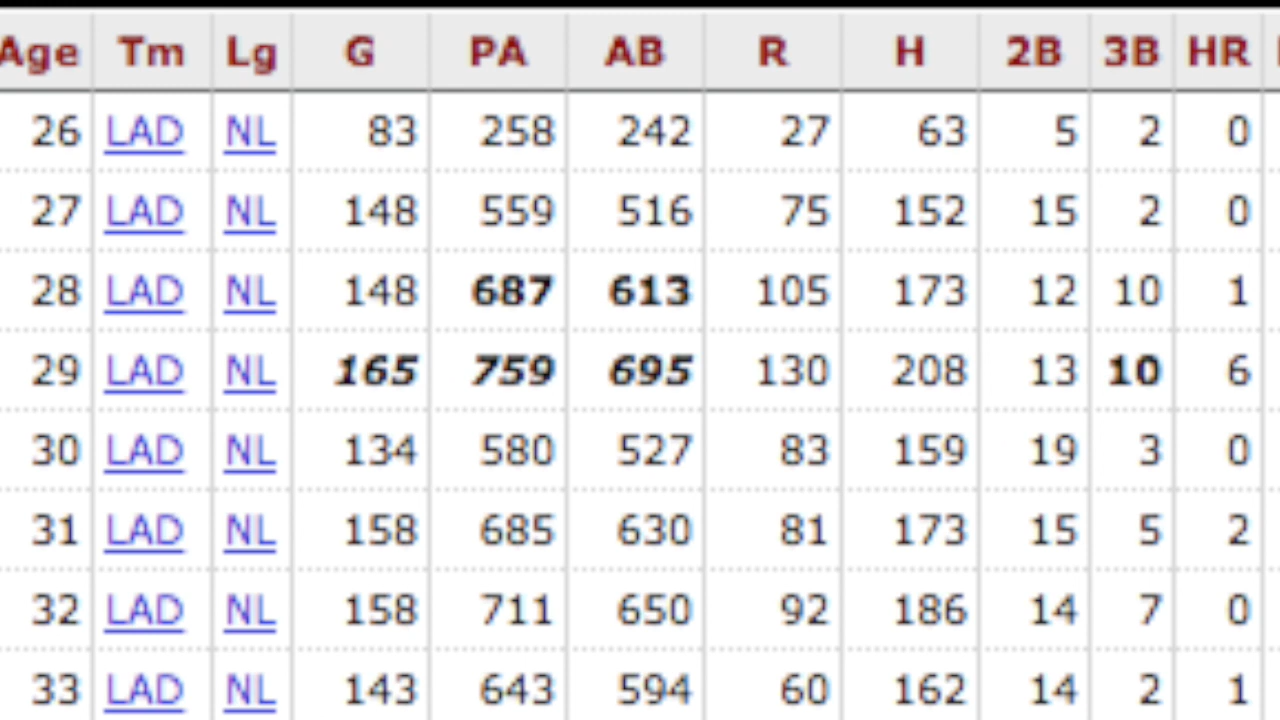 Age Tm Lg G PA AB R H 2B 3B HR
26 LAD NL 83 258 242 27 63 5 2 0
27 LAD NL 148 559 516 75 152 15 2 0
28 LAD NL 148 687 613 105 173 12 10 1
29 LAD NL 165 759 695 130 208 13 10 6
30 LAD NL 134 580 527 83 159 19 3 0
31 LAD NL 158 685 630 81 173 15 5 2
32 LAD NL 158 711 650 92 186 14 7 0
33 LAD NL 143 643 594 60 162 14 2 1